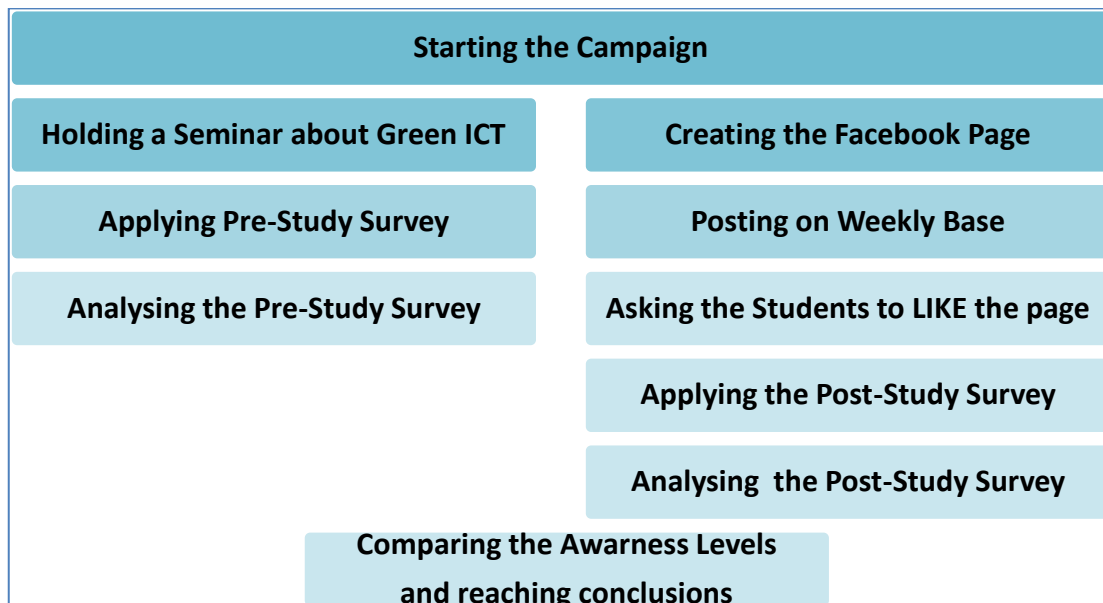 Starting the Campaign
Holding a Seminar about Green ICT
Applying Pre-Study Survey
Analysing the Pre-Study Survey
Creating the Facebook Page
Posting on Weekly Base
Asking the Students to LIKE the page
Applying the Post-Study Survey
Analysing  the Post-Study Survey
Comparing the Awarness Levels
and reaching conclusions